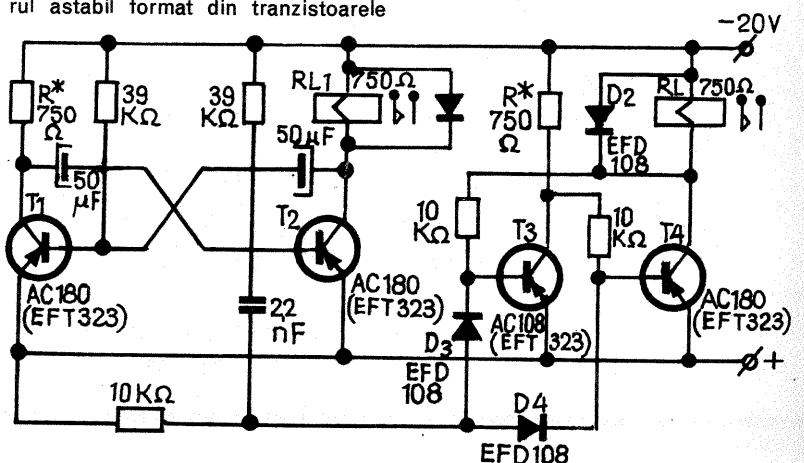 rul astabil format din tranzistoarele
-20V
R*
750
Ω
39
KΩ
39
KΩ
RL1
750Ω
R*
750
Ω
D2
EFD
108
RL
750Ω
50
μF
50μF
T1
T2
10
KΩ
T3
10
KΩ
T4
AC180
(EFT323)
22
nF
AC180
(EFT323)
D3
EFD
108
AC108
(EFT323)
AC180
(EFT323)
+
10KΩ
D4
EFD108